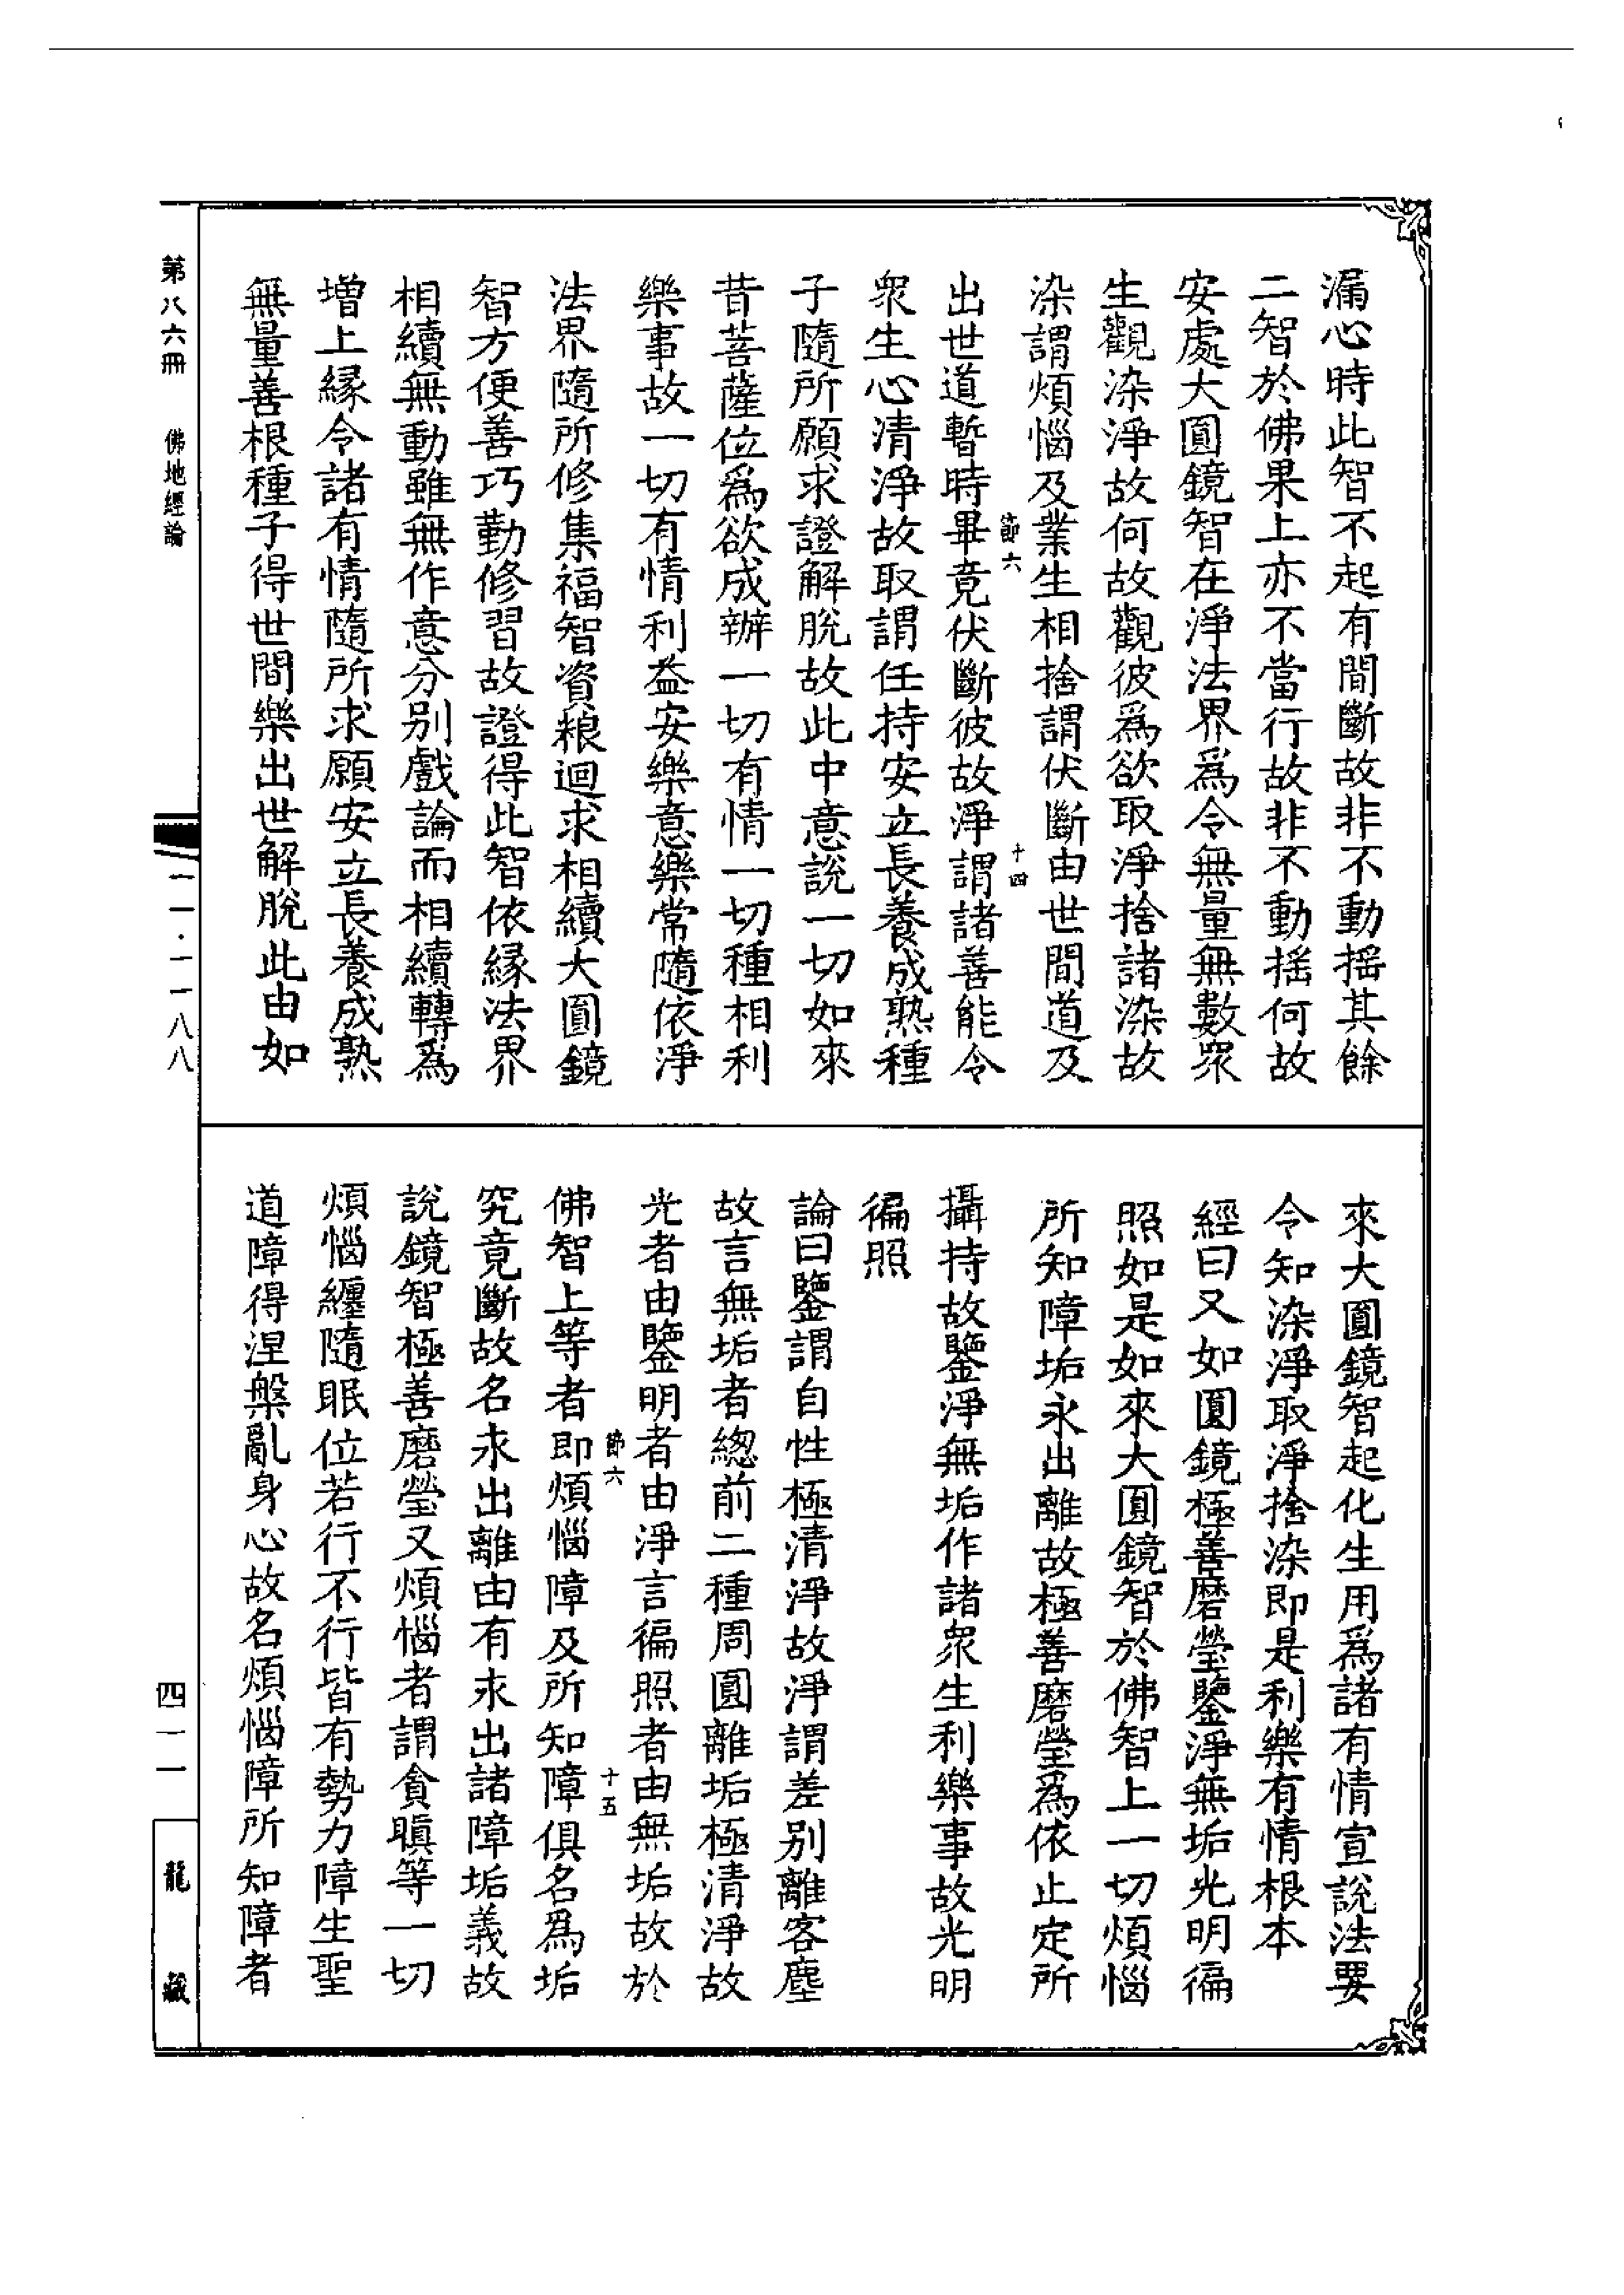 漏心時此智不起有間斷故非不動揺其餘
二智於佛果上亦不當行故非不動揺何故
安處大圓鏡智在淨法界爲令無量無數衆
生觀染淨故何故觀彼爲欲取淨捨諸染故
染謂煩惱及業生相捨謂伏斷由世間道及
節六
十四
出世道暫時畢竟伏斷彼故淨謂諸善能令
衆生心清淨故取謂任持安立長養成熟種
子隨所願求證解脫故此中意說一切如來
昔菩薩位爲欲成辦一切有情一切種相利
樂事故一切有情利益安樂意樂常隨依淨
法界隨所修集福智資粮迴求相續大圓鏡
智方便善巧勤修習故證得此智依緣法界
相續無動雖無作意分别戲論而相續轉爲
增上緣令諸有情隨所求願安立長養成熟
無量善根種子得世間樂出世解脫此由如
來大圓鏡智起化生用爲諸有情宣説法要
令知染淨取淨捨染即是利樂有情根本
經曰又如圓鏡極善磨瑩鑒淨無垢光明徧
照如是如來大圓鏡智於佛智上一切煩惱
所知障垢永出離故極善磨瑩爲依止定所
攝持故鑒淨無垢作諸衆生利樂事故光明
徧照
論曰鑒謂自性極清淨故淨謂差别離客塵
故言無垢者總前二種周圓離垢極清淨故
光者由鑒明者由淨言徧照者由無垢故於
節六
十五
佛智上等者即煩惱障及所知障俱名爲垢
究竟斷故名永出離由有永出諸障垢義故
説鏡智極善磨瑩又煩惱者謂貪瞋等一切
煩惱纏隨眠位若行不行皆有勢力障生聖
道障得涅槃亂身心故名煩惱障所知障者
第八六冊
佛地經論
二一·二一八八
四一一
龍藏